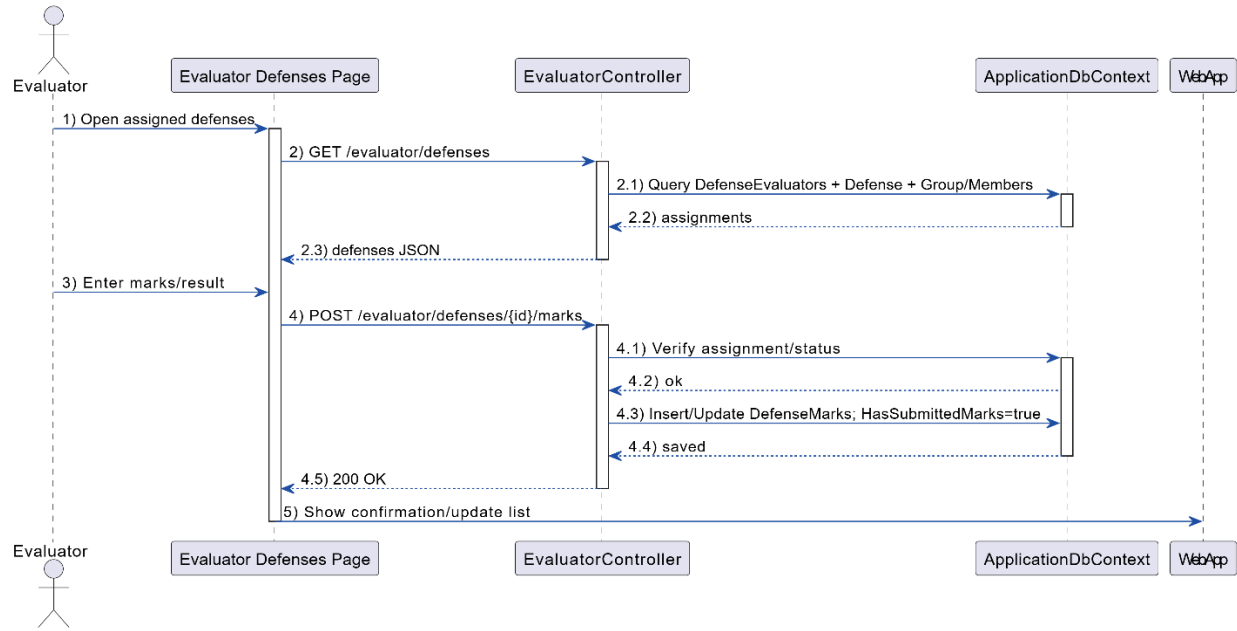 Evaluator
Evaluator Defenses Page
EvaluatorController
ApplicationDbContext
WebApp
1) Open assigned defenses
2) GET /evaluator/defenses
2.1) Query DefenseEvaluators + Defense + Group/Members
2.2) assignments
2.3) defenses JSON
3) Enter marks/result
4) POST /evaluator/defenses/{id}/marks
4.1) Verify assignment/status
4.2) ok
4.3) Insert/Update DefenseMarks; HasSubmittedMarks=true
4.4) saved
4.5) 200 OK
5) Show confirmation/update list
Evaluator
Evaluator Defenses Page
EvaluatorController
ApplicationDbContext
WebApp